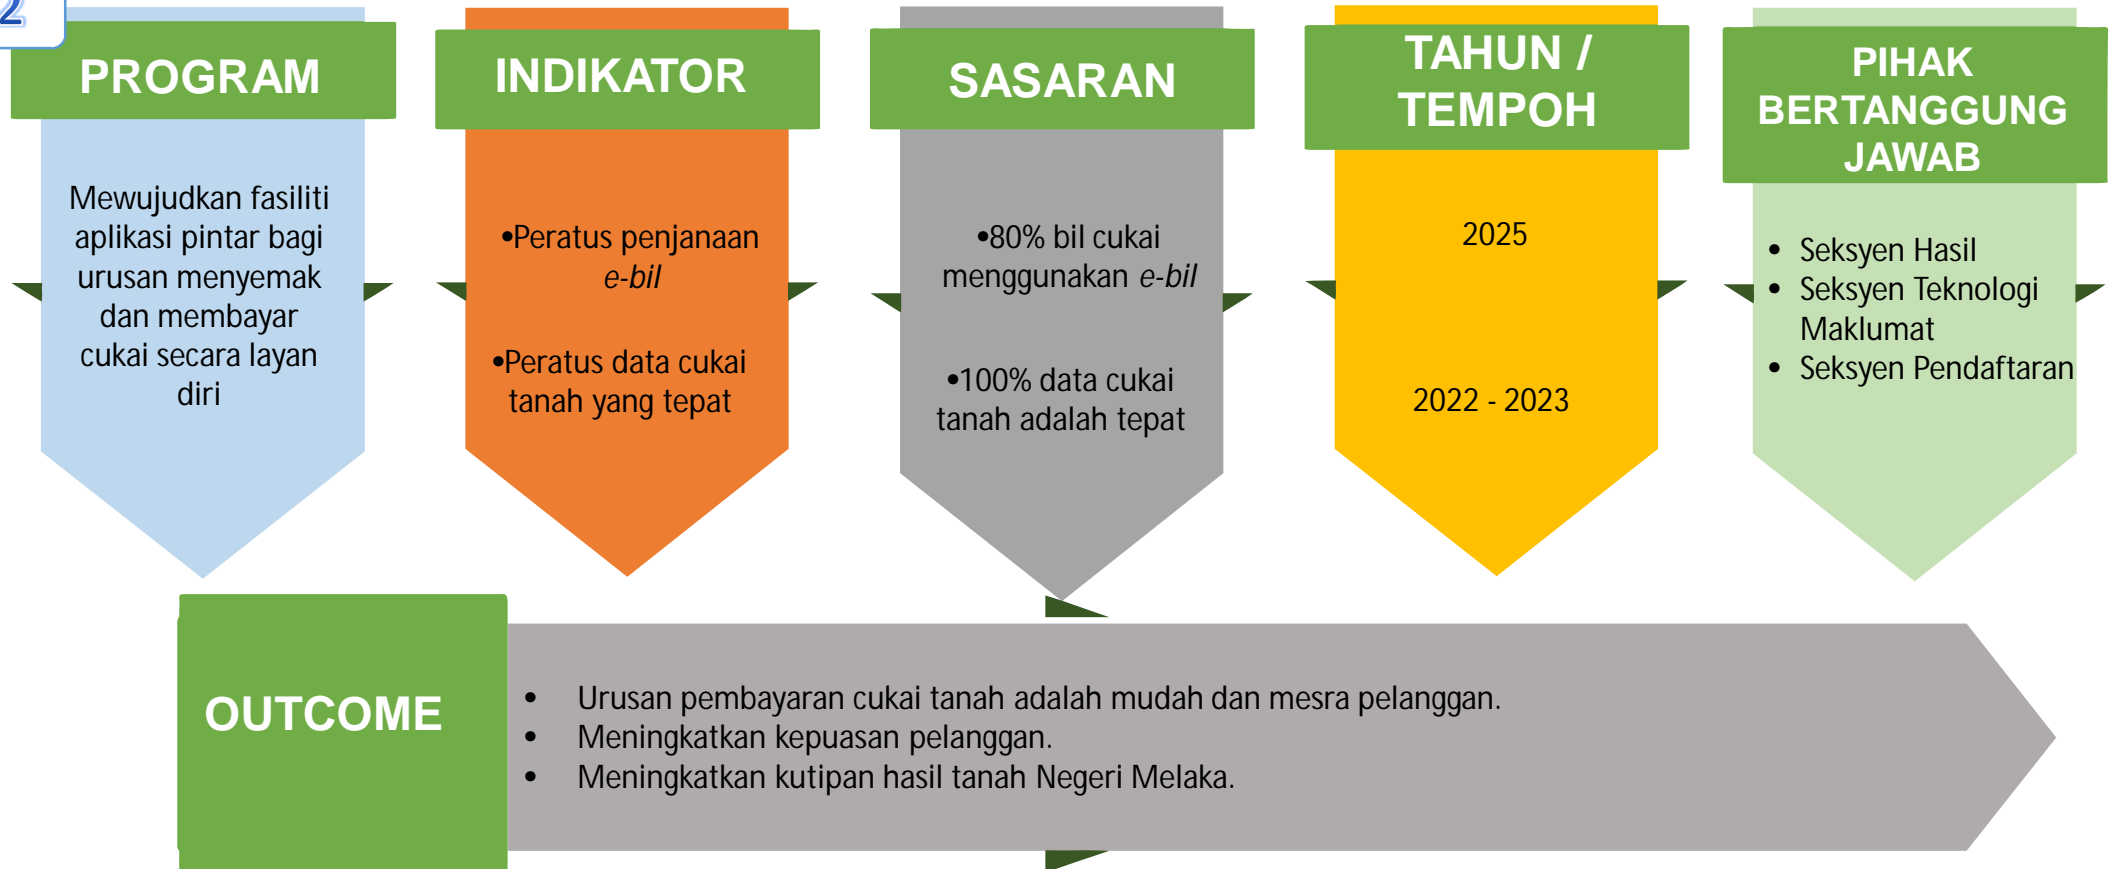 2
PROGRAM
Mewujudkan fasiliti
aplikasi pintar bagi
urusan menyemak
dan membayar
cukai secara layan
diri
INDIKATOR
•Peratus penjanaan
e-bil
•Peratus data cukai
tanah yang tepat
SASARAN
•80% bil cukai
menggunakan e-bil
•100% data cukai
tanah adalah tepat
TAHUN /
TEMPOH
2025
2022 - 2023
PIHAK
BERTANGGUNG
JAWAB
• Seksyen Hasil
• Seksyen Teknologi
Maklumat
• Seksyen Pendaftaran
OUTCOME
• Urusan pembayaran cukai tanah adalah mudah dan mesra pelanggan.
• Meningkatkan kepuasan pelanggan.
• Meningkatkan kutipan hasil tanah Negeri Melaka.